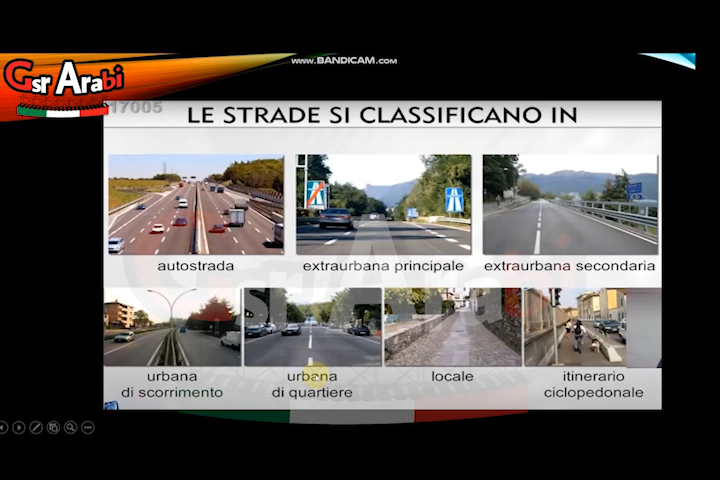 www.BANDICAM.com
Gsr Arabi
17005
LE STRADE SI CLASSIFICANO IN
autostrada
extraurbana principale
extraurbana secondaria
urbana
di scorrimento
urbana
di quartiere
locale
itinerario
ciclopedonale